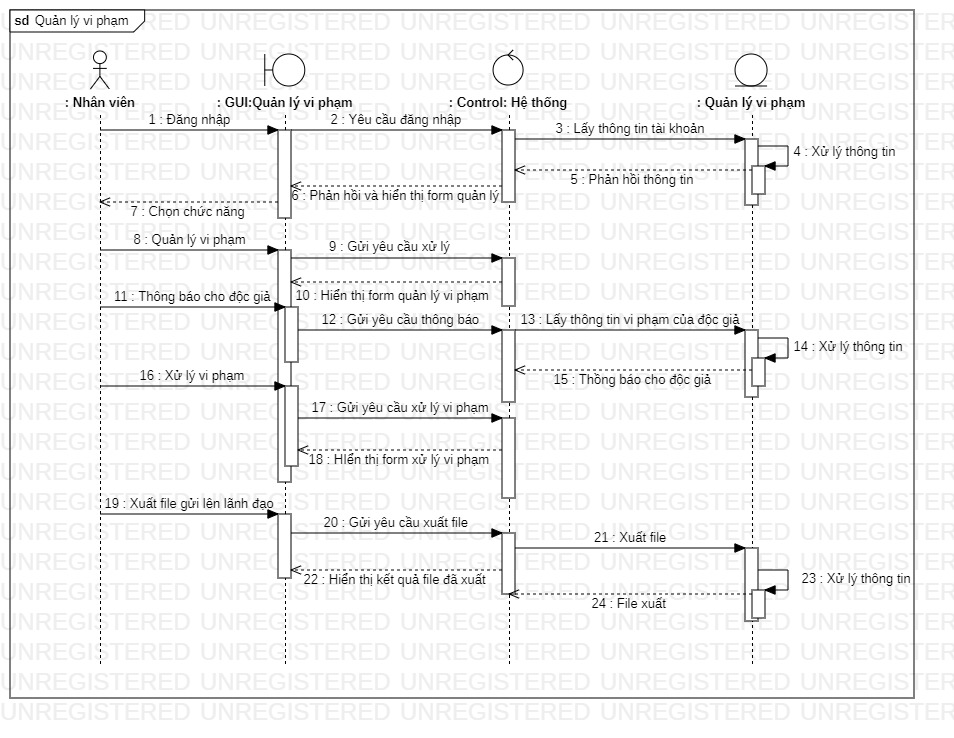 sd Quản lý vi phạm
: Nhân viên
: GUI:Quản lý vi phạm
: Control: Hệ thống
: Quản lý vi phạm
1 : Đăng nhập
2 : Yêu cầu đăng nhập
3 : Lấy thông tin tài khoản
4 : Xử lý thông tin
5 : Phản hồi thông tin
6 : Phản hồi và hiển thị form quản lý
7 : Chọn chức năng
8 : Quản lý vi phạm
9 : Gửi yêu cầu xử lý
10 : Hiển thị form quản lý vi phạm
11 : Thông báo cho độc giả
12 : Gửi yêu cầu thông báo
13 : Lấy thông tin vi phạm của độc giả
14 : Xử lý thông tin
15 : Thồng báo cho độc giả
16 : Xử lý vi phạm
17 : Gửi yêu cầu xử lý vi phạm
18 : HIển thị form xử lý vi phạm
19 : Xuất file gửi lên lãnh đạo
20 : Gửi yêu cầu xuất file
21 : Xuất file
22 : Hiển thị kết quả file đã xuất
23 : Xử lý thông tin
24 : File xuất
UNREGISTERED